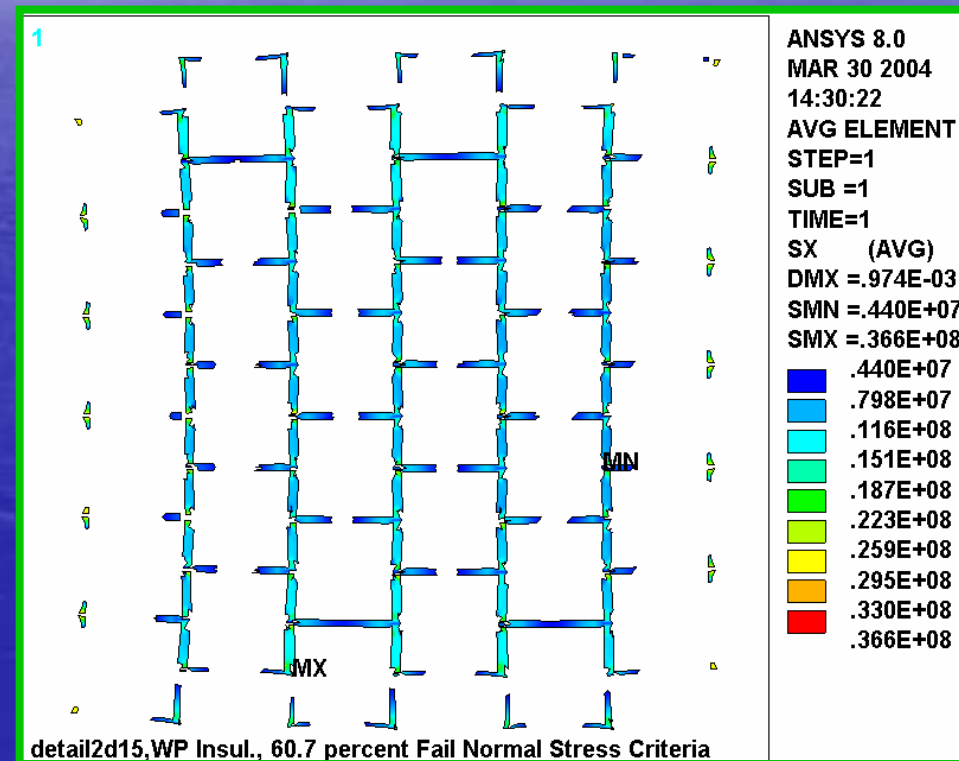 1
MX
MN
detail2d15,WP Insul., 60.7 percent Fail Normal Stress Criteria
ANSYS 8.0
MAR 30 2004
14:30:22
AVG ELEMENT
STEP=1
SUB =1
TIME=1
SX (AVG)
DMX =.974E-03
SMN =.440E+07
SMX =.366E+08
.440E+07
.798E+07
.116E+08
.151E+08
.187E+08
.223E+08
.259E+08
.295E+08
.330E+08
.366E+08